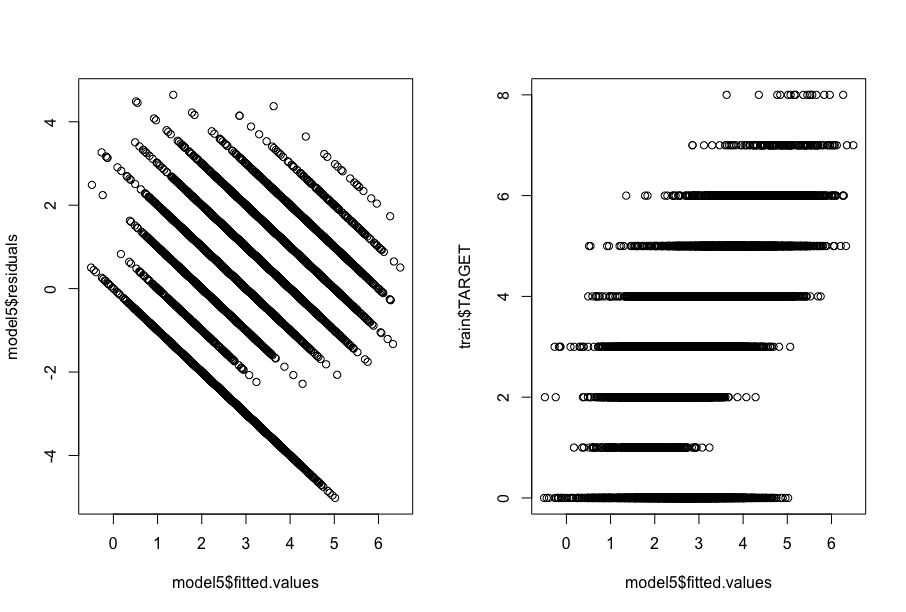 model5$residuals
4
2
0
-2
-4
0 1 2 3 4 5 6
model5$fitted.values
train$TARGET
8
6
4
2
0
0 1 2 3 4 5 6
model5$fitted.values